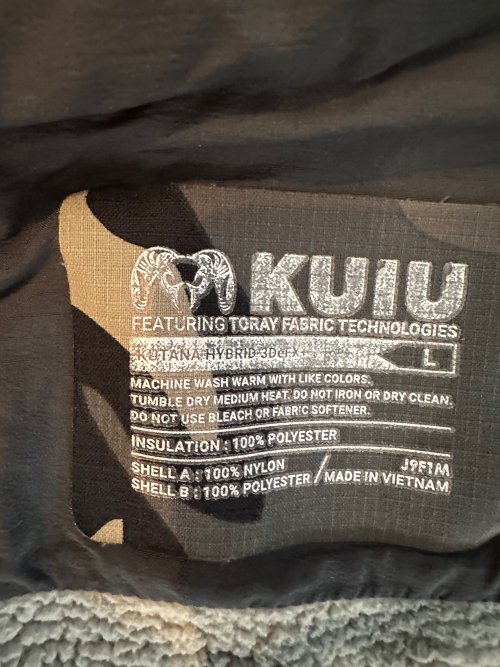 KUIU
FEATURING TORAY FABRIC TECHNOLOGIES
KUTANA HYBRID 3DeFX+ L
MACHINE WASH WARM WITH LIKE COLORS.
TUMBLE DRY MEDIUM HEAT. DO NOT IRON OR DRY CLEAN.
DO NOT USE BLEACH OR FABRIC SOFTENER.
INSULATION : 100% POLYESTER
SHELL A : 100% NYLON J9F1M
SHELL B : 100% POLYESTER / MADE IN VIETNAM